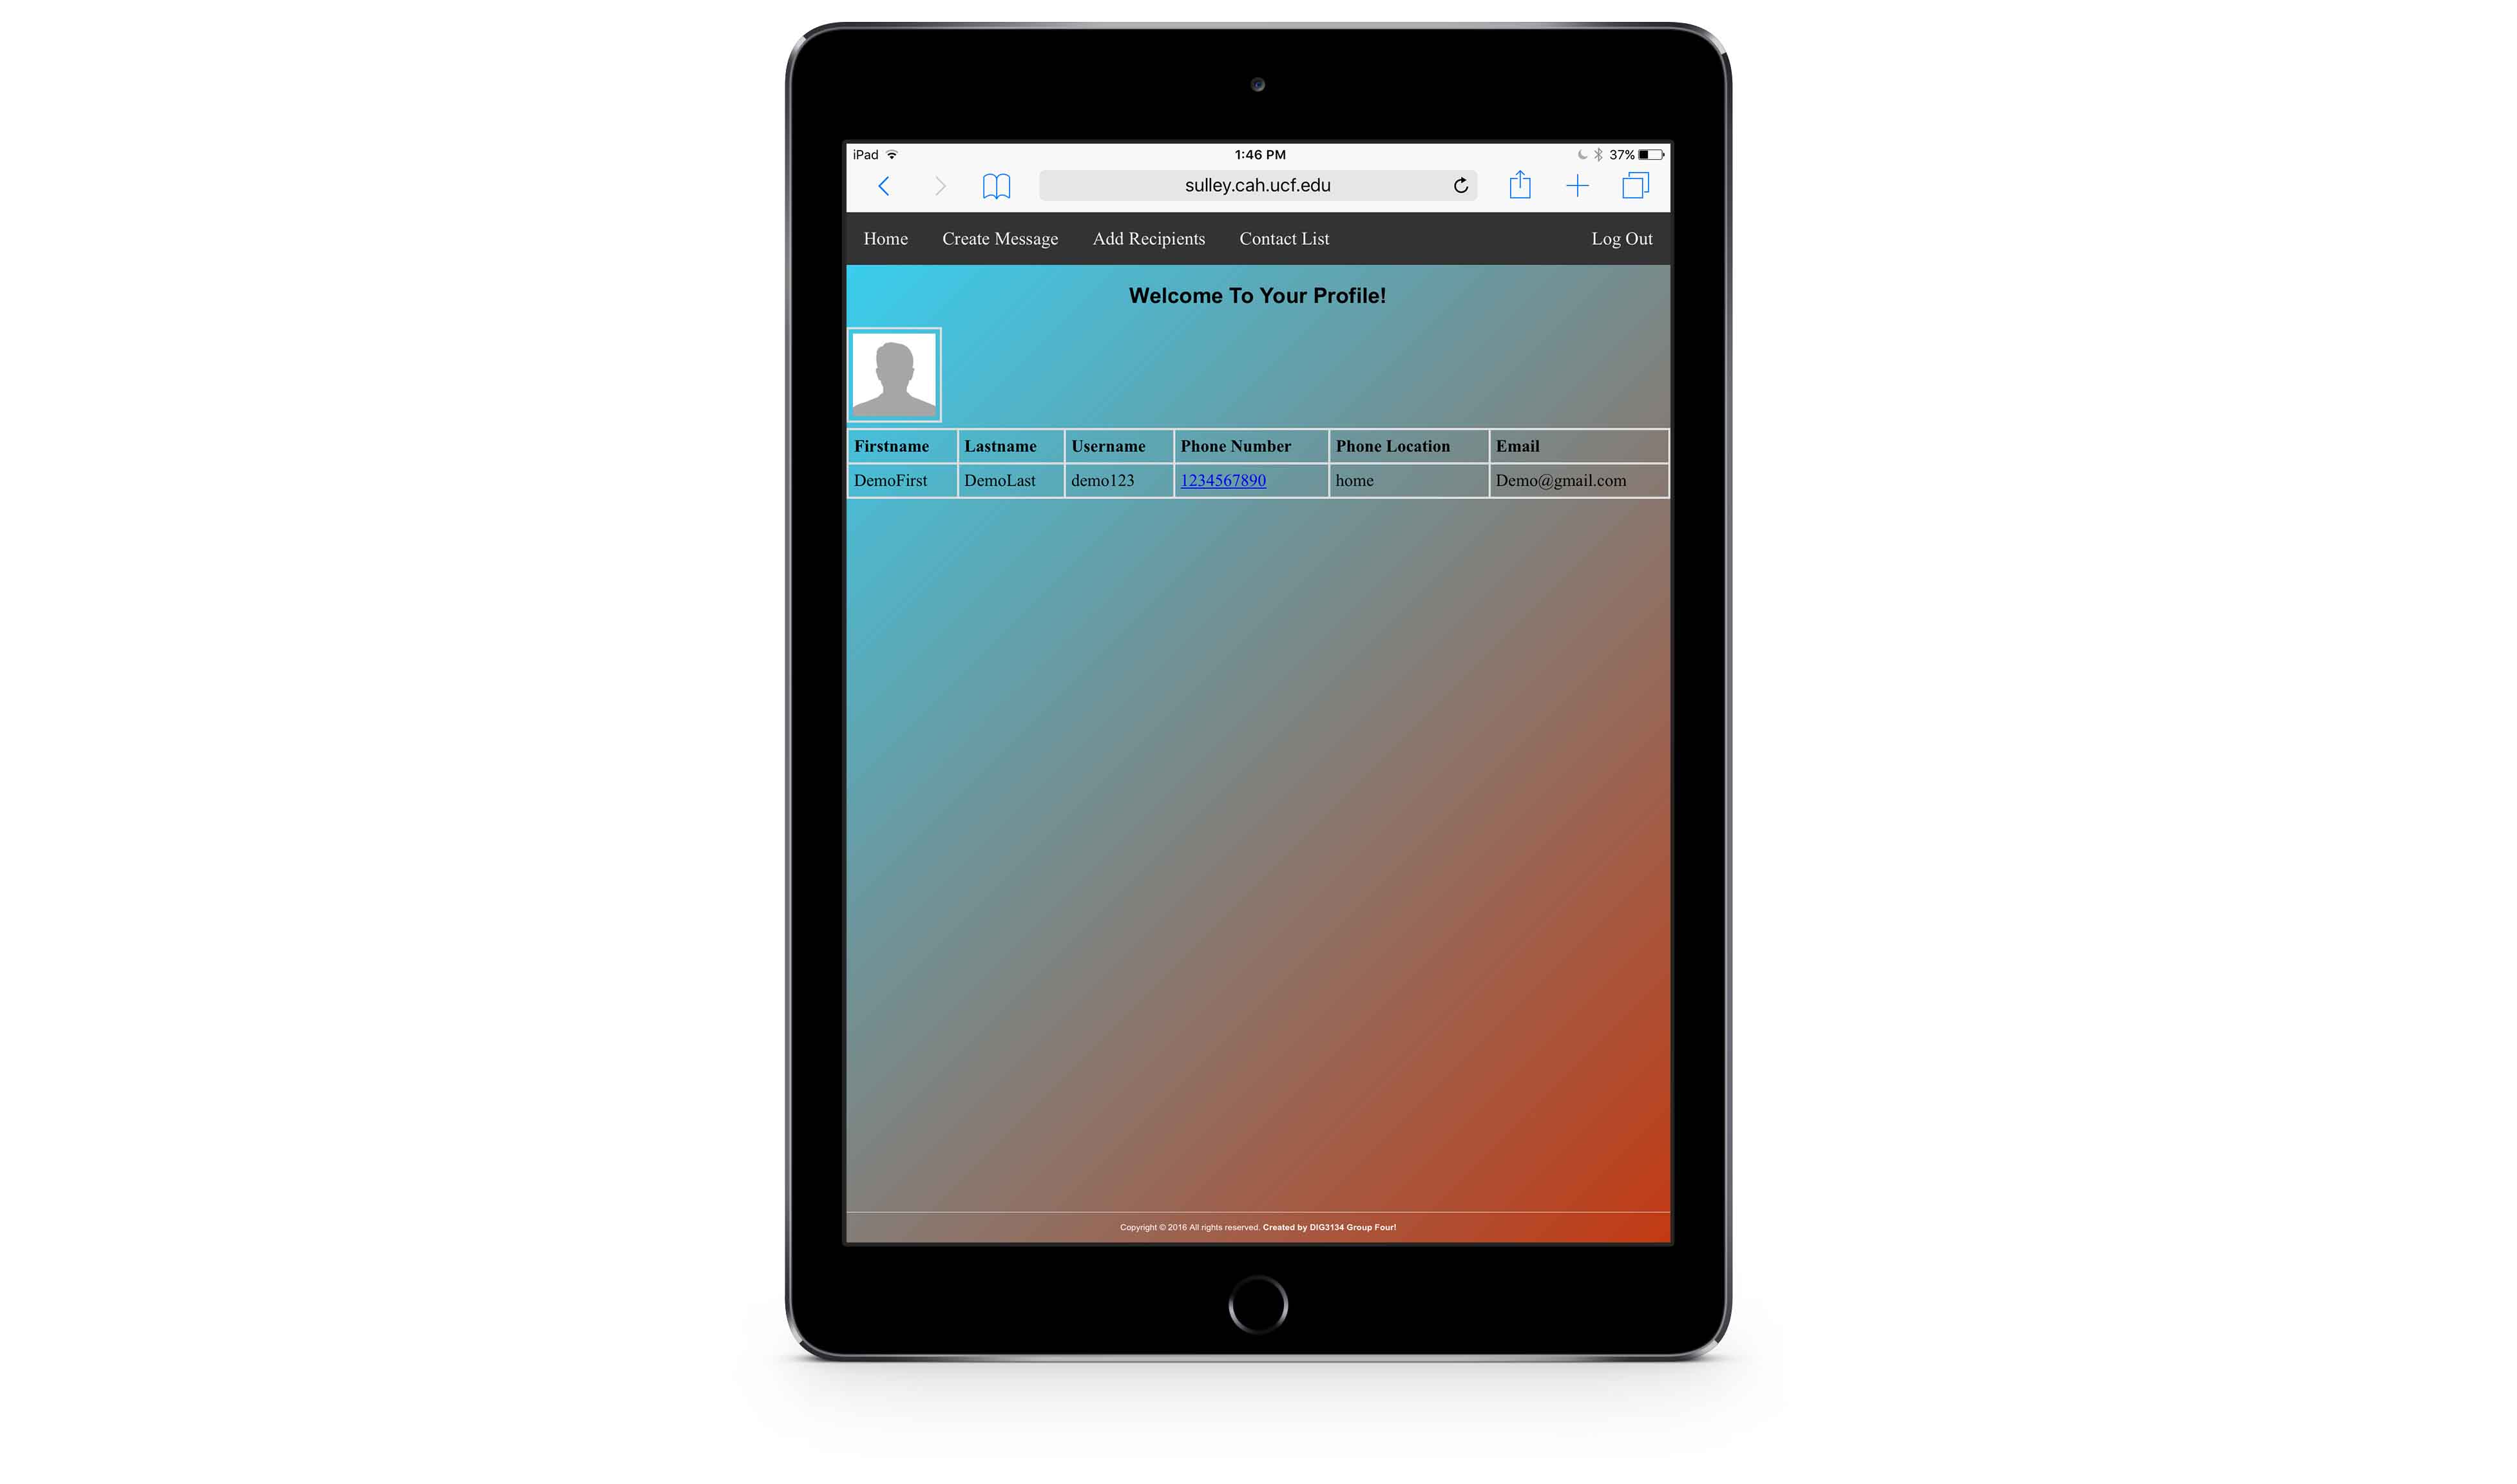 iPad 1:46 PM 37%
sulley.cah.ucf.edu
Home Create Message Add Recipients Contact List Log Out
Welcome To Your Profile!
Firstname Lastname Username Phone Number Phone Location Email
DemoFirst DemoLast demo123 1234567890 home Demo@gmail.com
Copyright © 2016 All rights reserved. Created by DIG3134 Group Four!